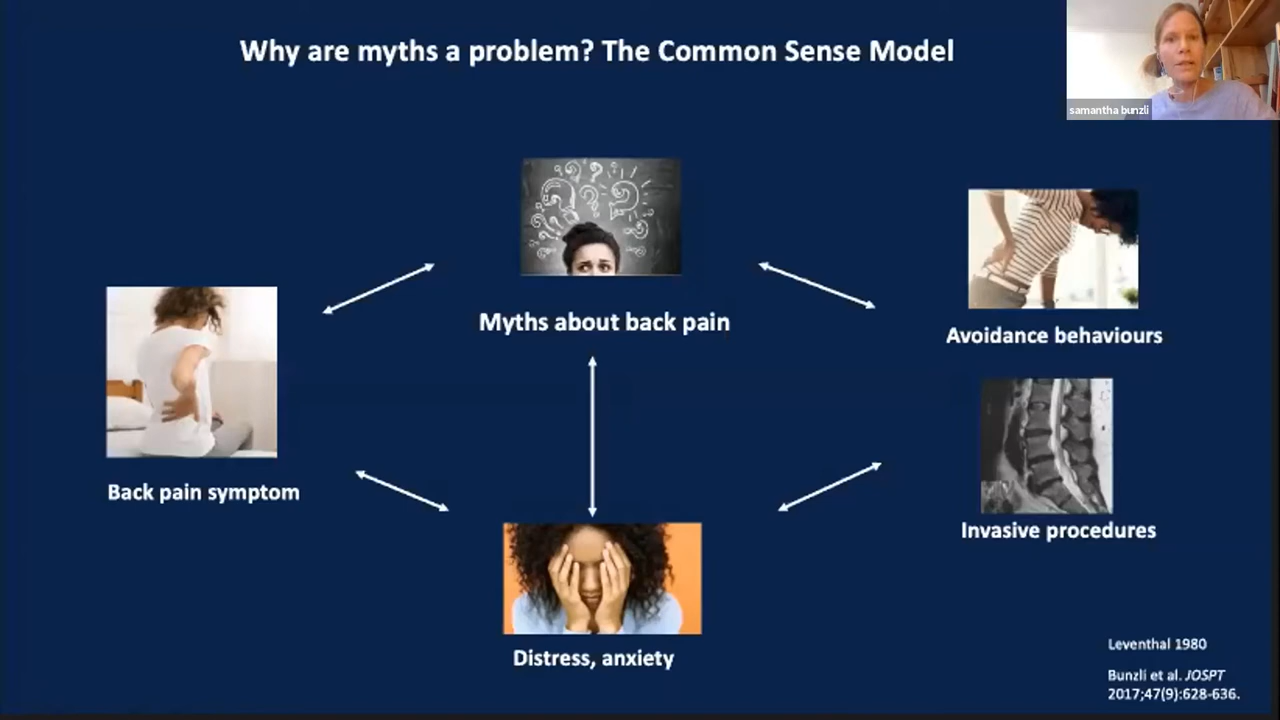 Why are myths a problem? The Common Sense Model
samantha bunzli
Myths about back pain
Avoidance behaviours
Back pain symptom
Invasive procedures
Distress, anxiety
Leventhal 1980
Bunzli et al. JOSPT
2017;47(9):628-636.